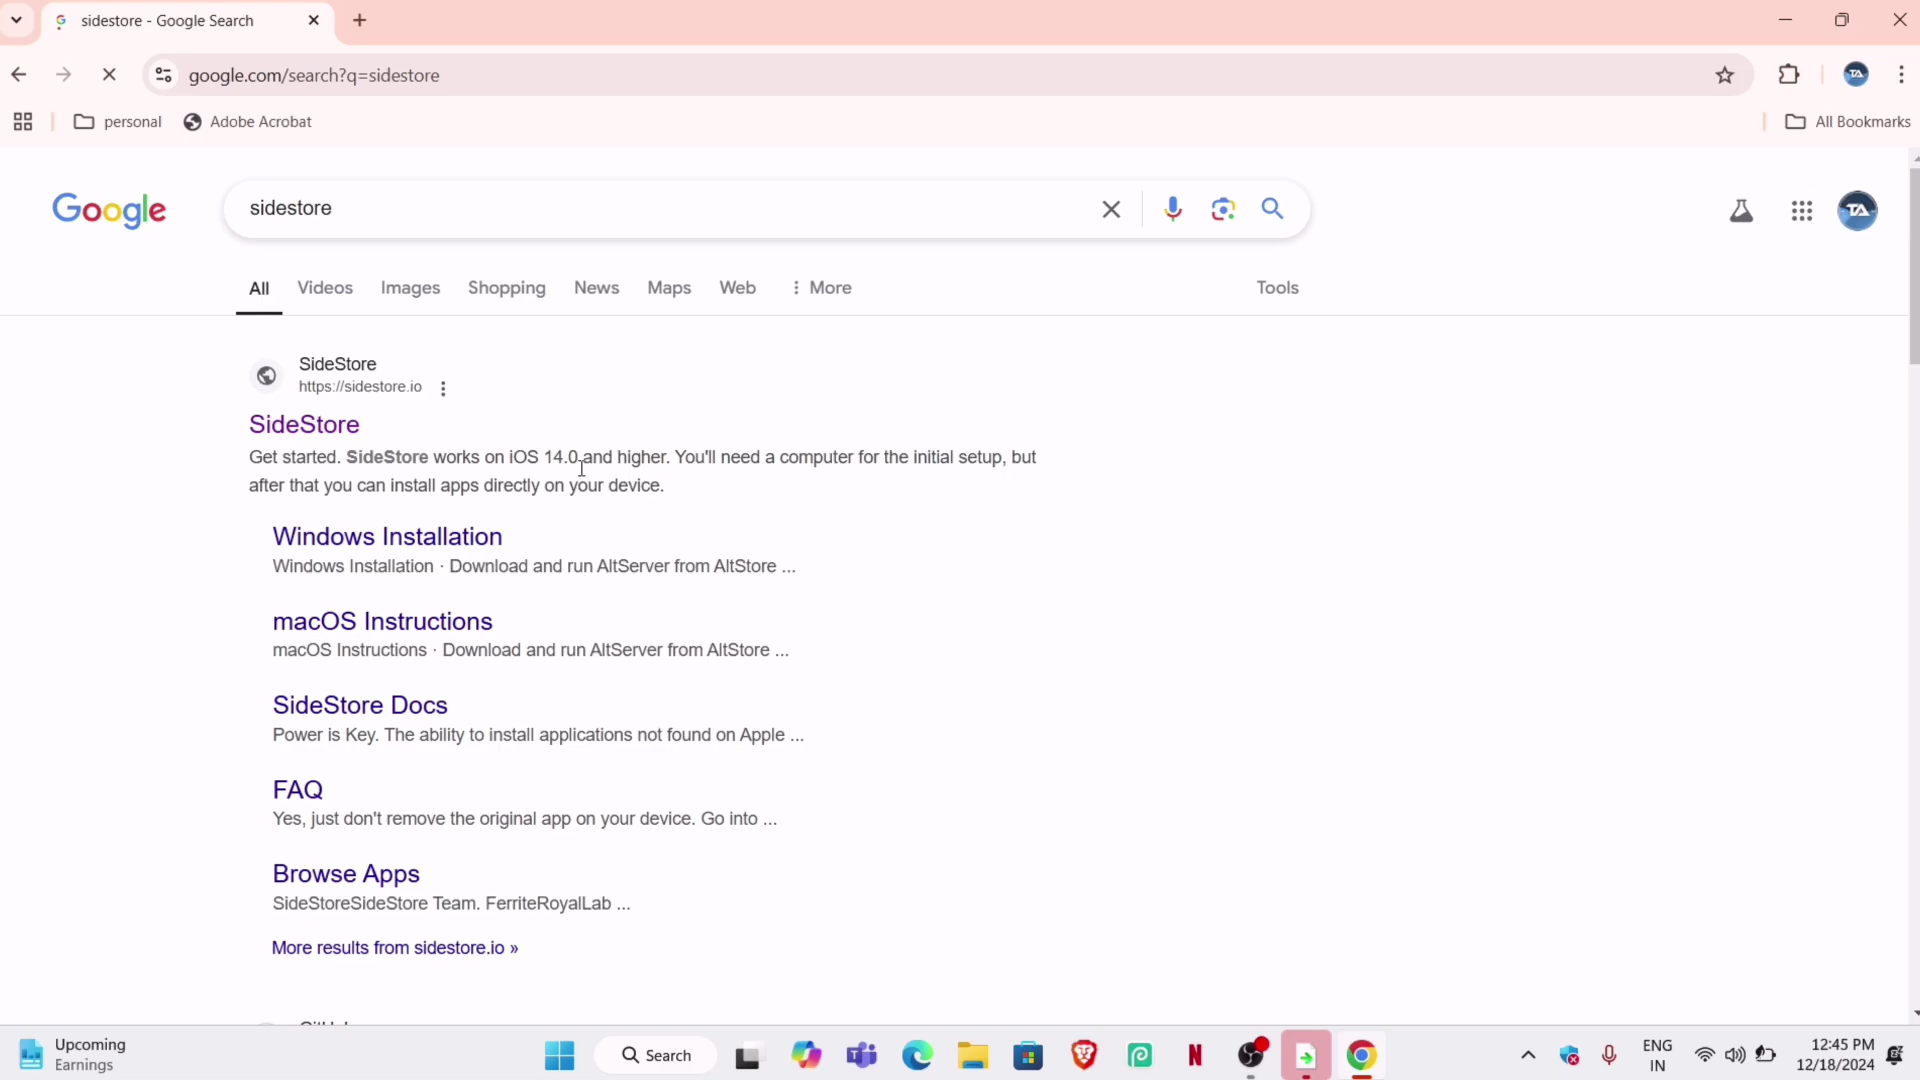 sidestore - Google Search
google.com/search?q=sidestore
personal
Adobe Acrobat
All Bookmarks
Google
sidestore
TA
TA
All
Videos
Images
Shopping
News
Maps
Web
More
Tools
SideStore
https://sidestore.io
SideStore
Get started. SideStore works on iOS 14.0 and higher. You'll need a computer for the initial setup, but
after that you can install apps directly on your device.
Windows Installation
Windows Installation · Download and run AltServer from AltStore ...
macOS Instructions
macOS Instructions · Download and run AltServer from AltStore ...
SideStore Docs
Power is Key. The ability to install applications not found on Apple ...
FAQ
Yes, just don't remove the original app on your device. Go into ...
Browse Apps
SideStoreSideStore Team. FerriteRoyalLab ...
More results from sidestore.io »
Upcoming
Earnings
Search
ENG
IN
12:45 PM
12/18/2024